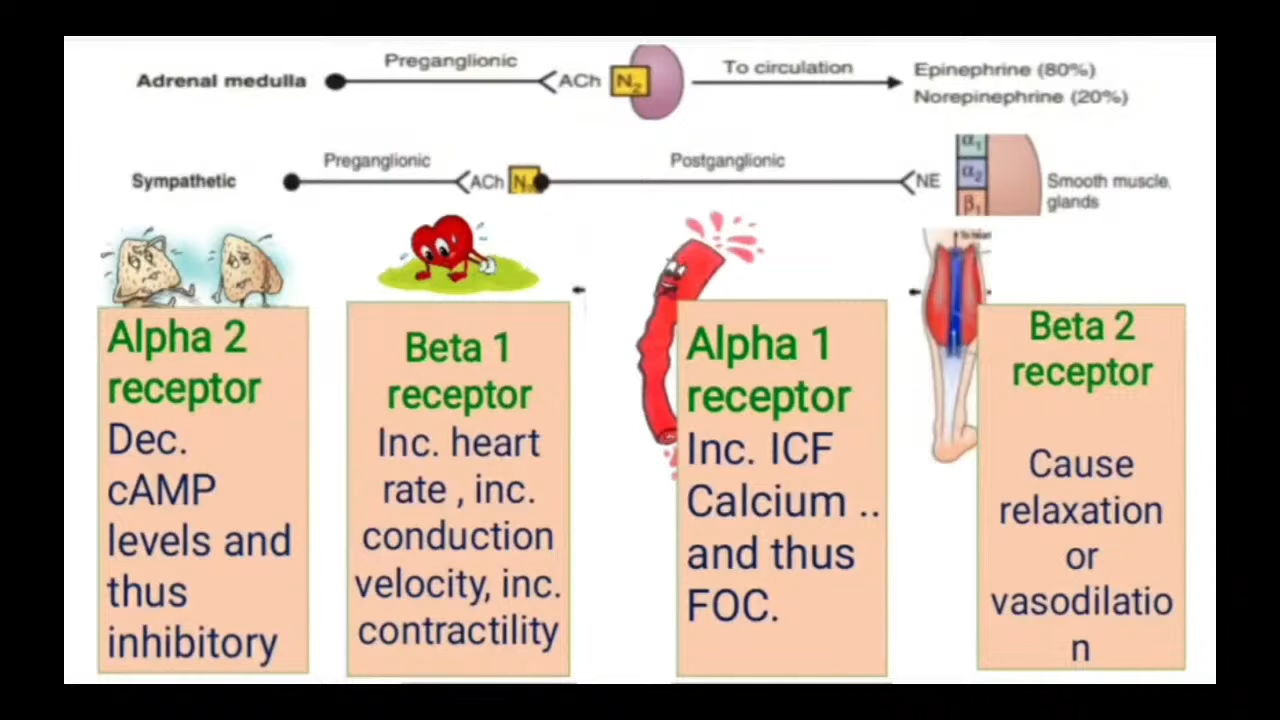 Preganglionic
Adrenal medulla
ACh
N2
To circulation
Epinephrine (80%)
Norepinephrine (20%)
Preganglionic
Postganglionic
Sympathetic
ACh
NE
α1
α2
β1
Smooth muscle,
glands
To heart
Alpha 2
receptor
Dec.
cAMP
levels and
thus
inhibitory
Beta 1
receptor
Inc. heart
rate , inc.
conduction
velocity, inc.
contractility
Alpha 1
receptor
Inc. ICF
Calcium ..
and thus
FOC.
Beta 2
receptor
Cause
relaxation
or
vasodilatio
n